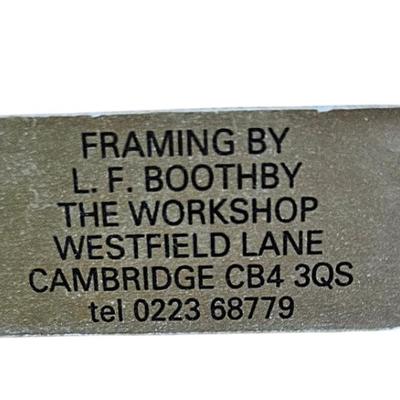 FRAMING BY
L. F. BOOTHBY
THE WORKSHOP
WESTFIELD LANE
CAMBRIDGE CB4 3QS
tel 0223 68779